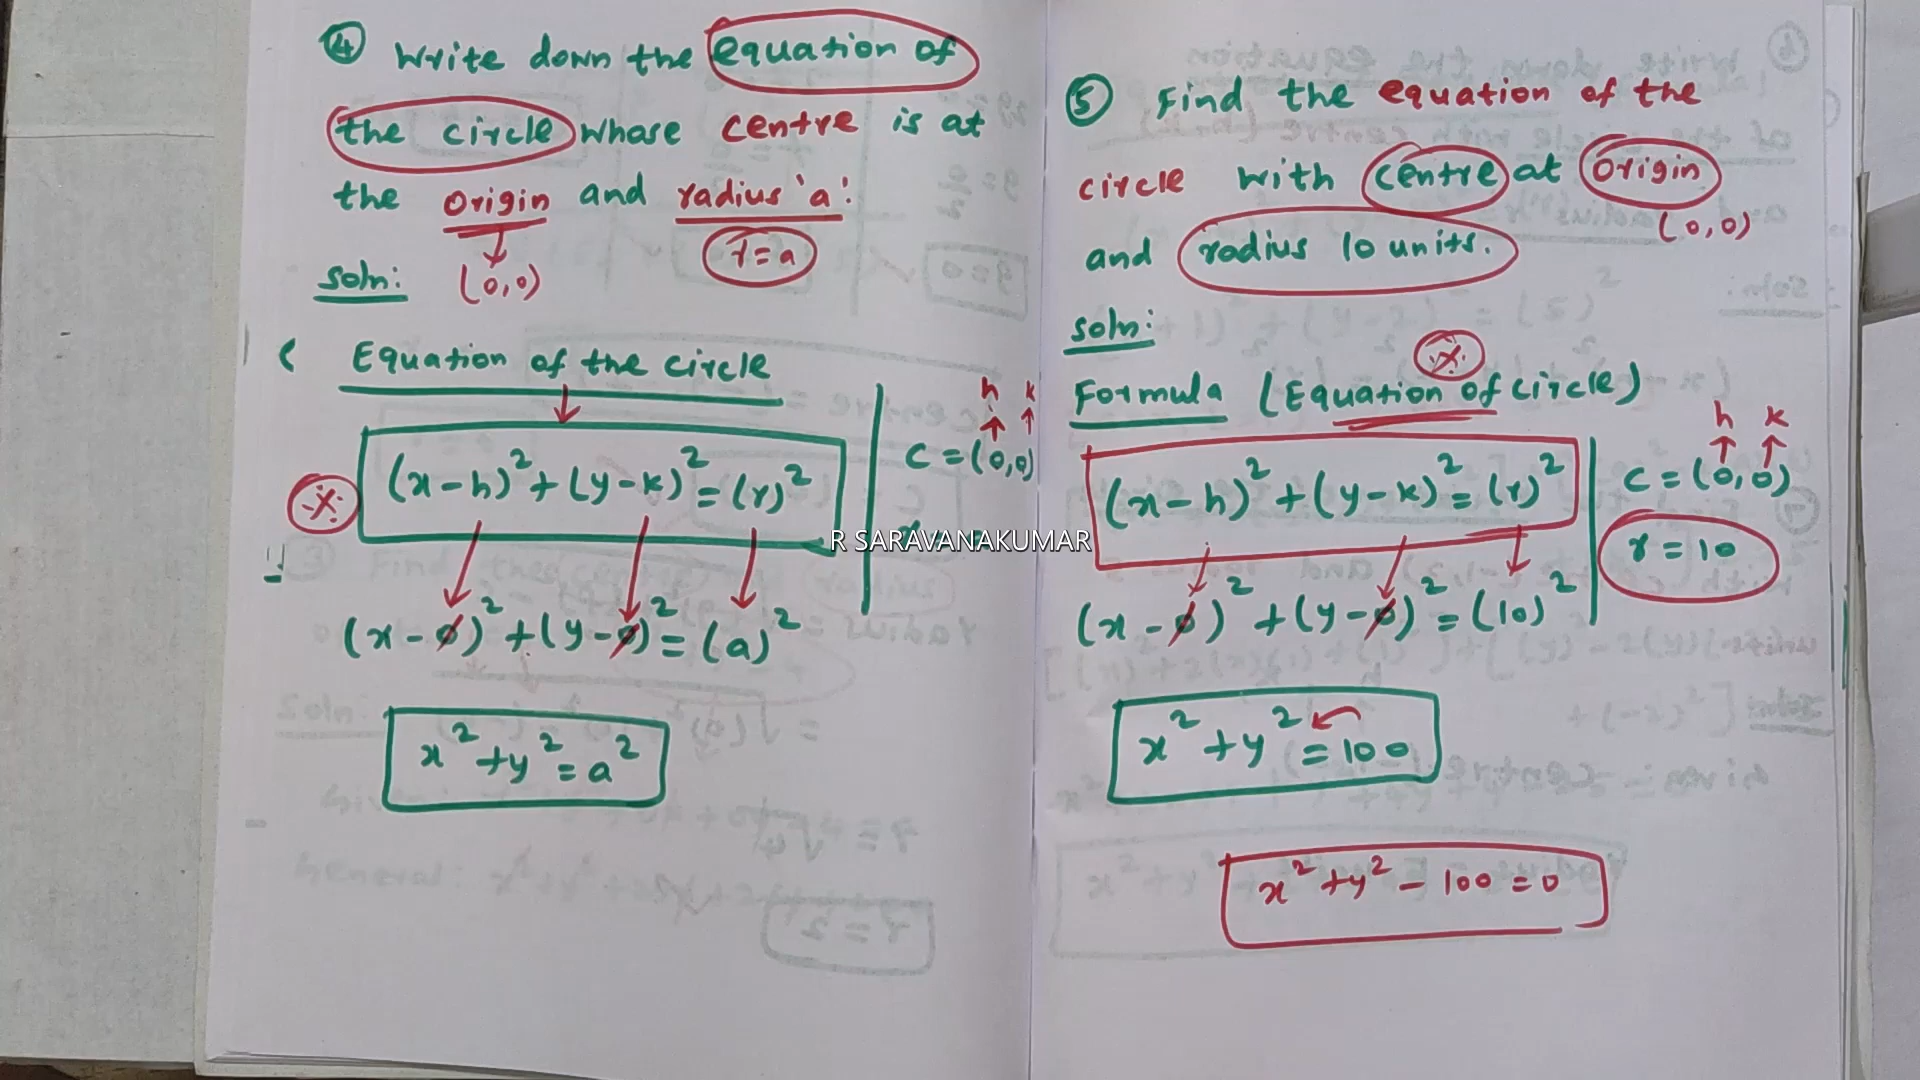 ④ Write down the equation of
the circle whose centre is at
the origin and radius 'a'.
(0,0) r=a
Soln:
Equation of the circle
h k
(x-h)²+(y-k)²=(r)²
C=(0,0)
(x-0)²+(y-0)²=(a)²
x²+y²=a²
⑤ Find the equation of the
circle with centre at origin
(0,0)
and radius 10 units.
Soln:
Formula (Equation of circle)
h k
(x-h)²+(y-k)²=(r)²
C=(0,0)
r=10
(x-0)²+(y-0)²=(10)²
x²+y²=100
x²+y²-100=0
R SARAVANAKUMAR